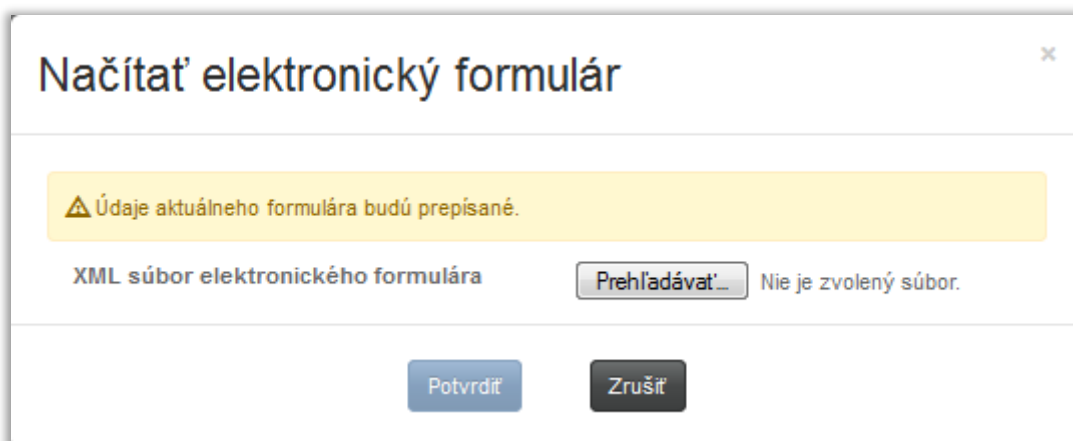 Načítať elektronický formulár
×
Údaje aktuálneho formulára budú prepísané.
XML súbor elektronického formulára Prehľadávať... Nie je zvolený súbor.
Potvrdiť Zrušiť